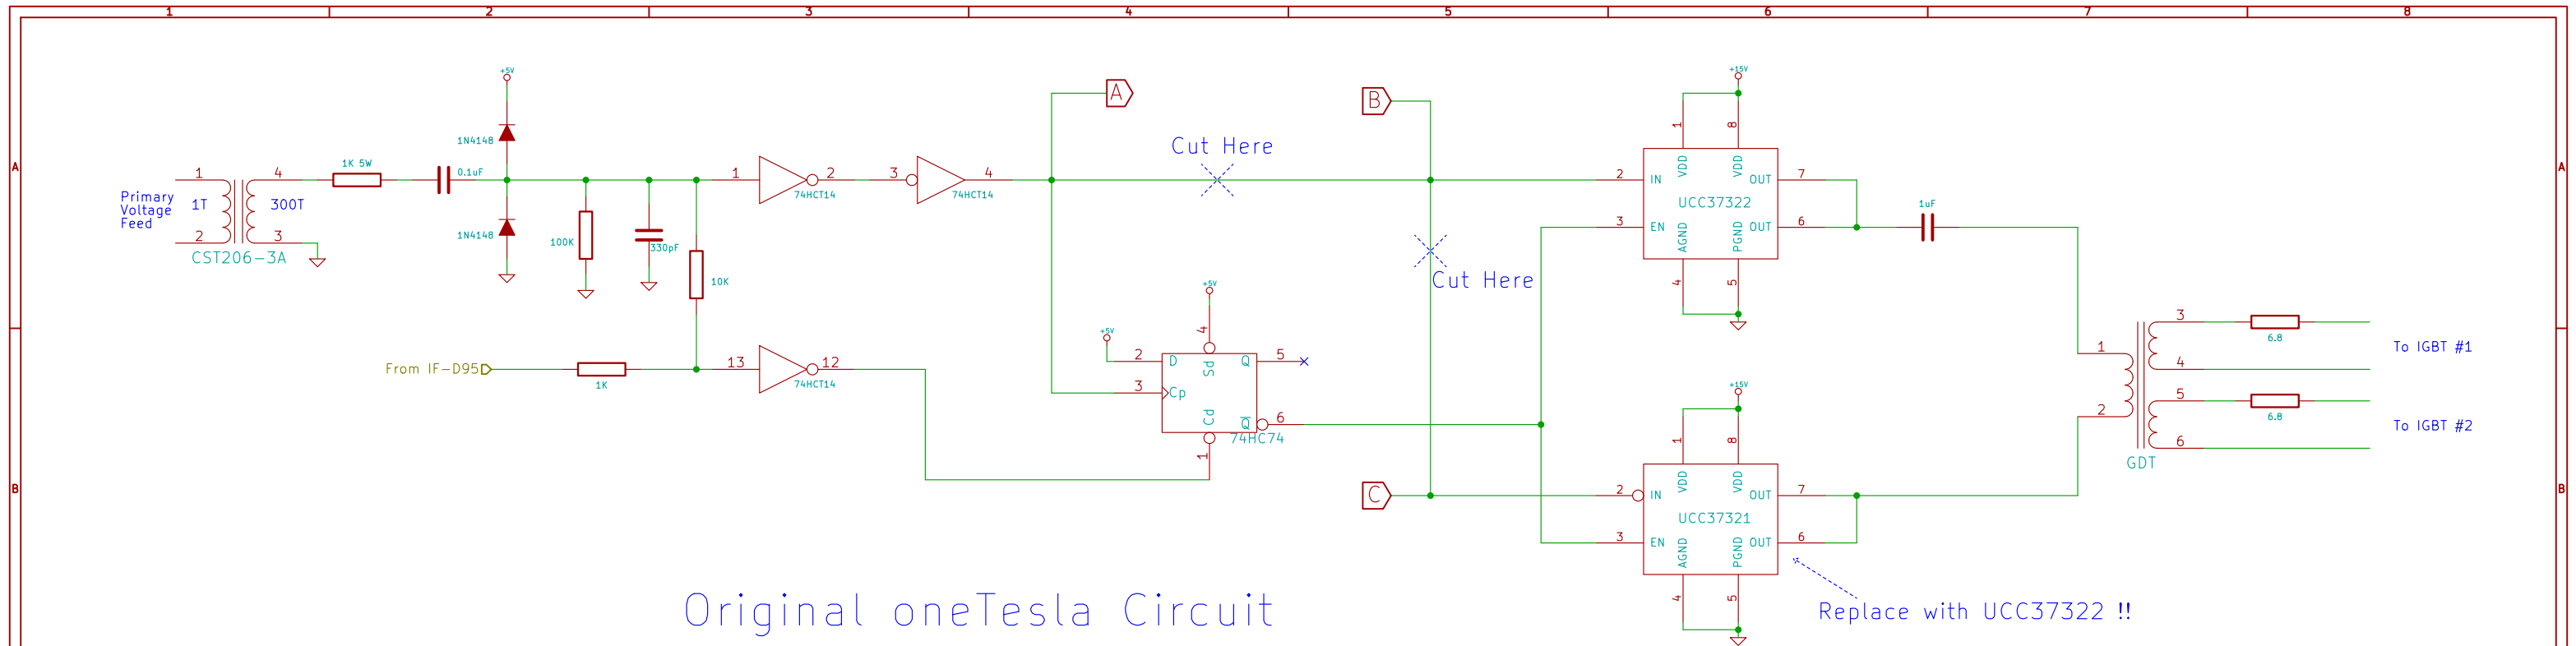 1 2 3 4 5 6 7 8
A A
B B
+5V
1N4148
1N4148
1K 5W
0.1uF
Primary
Voltage
Feed
1 4
1T 300T
2 3
CST206-3A
100K
330pF
10K
1 2
74HCT14
3 4
74HCT14
A
Cut Here
B
Cut Here
From IF-D95
1K
13 12
74HCT14
+5V
+5V
4
2 D Q 5
Sd
3 Cp
Cd
Q 6
74HC74
1
C
+15V
1 8
VDD VDD
2 IN OUT 7
UCC37322
3 EN OUT 6
AGND PGND
4 5
1uF
+15V
1 8
VDD VDD
2 IN OUT 7
UCC37321
3 EN OUT 6
AGND PGND
4 5
Replace with UCC37322 !!
1 3
6.8
To IGBT #1
4
2 5
6.8
To IGBT #2
6
GDT
Original oneTesla Circuit